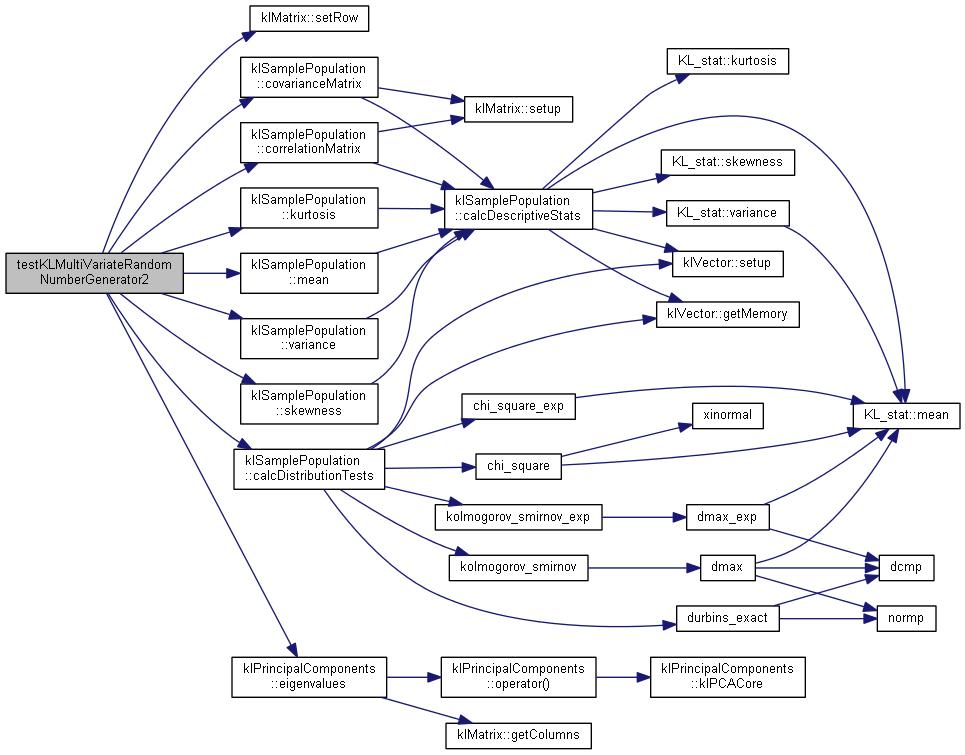 testKLMultiVariateRandom
NumberGenerator2
klMatrix::setRow
klSamplePopulation
::covarianceMatrix
klSamplePopulation
::correlationMatrix
klSamplePopulation
::kurtosis
klSamplePopulation
::mean
klSamplePopulation
::variance
klSamplePopulation
::skewness
klSamplePopulation
::calcDistributionTests
klPrincipalComponents
::eigenvalues
klMatrix::setup
klSamplePopulation
::calcDescriptiveStats
chi_square_exp
chi_square
kolmogorov_smirnov_exp
kolmogorov_smirnov
klPrincipalComponents
::operator()
klMatrix::getColumns
KL_stat::kurtosis
KL_stat::skewness
KL_stat::variance
klVector::setup
klVector::getMemory
xinormal
dmax_exp
dmax
durbins_exact
klPrincipalComponents
::klPCACore
KL_stat::mean
dcmp
normp